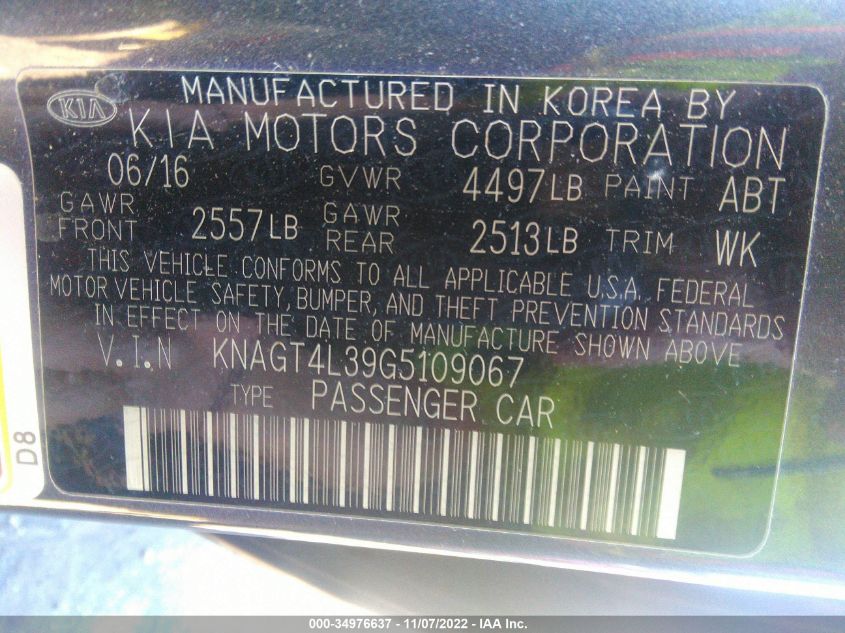 KIA
MANUFACTURED IN KOREA BY
KIA MOTORS CORPORATION
06/16 GVWR 4497LB PAINT ABT
GAWR FRONT 2557LB GAWR REAR 2513LB TRIM WK
THIS VEHICLE CONFORMS TO ALL APPLICABLE U.S.A. FEDERAL
MOTOR VEHICLE SAFETY, BUMPER, AND THEFT PREVENTION STANDARDS
IN EFFECT ON THE DATE OF MANUFACTURE SHOWN ABOVE
V.I.N KNAGT4L39G5109067
TYPE PASSENGER CAR
D8
000-34976637 - 11/07/2022 - IAA Inc.